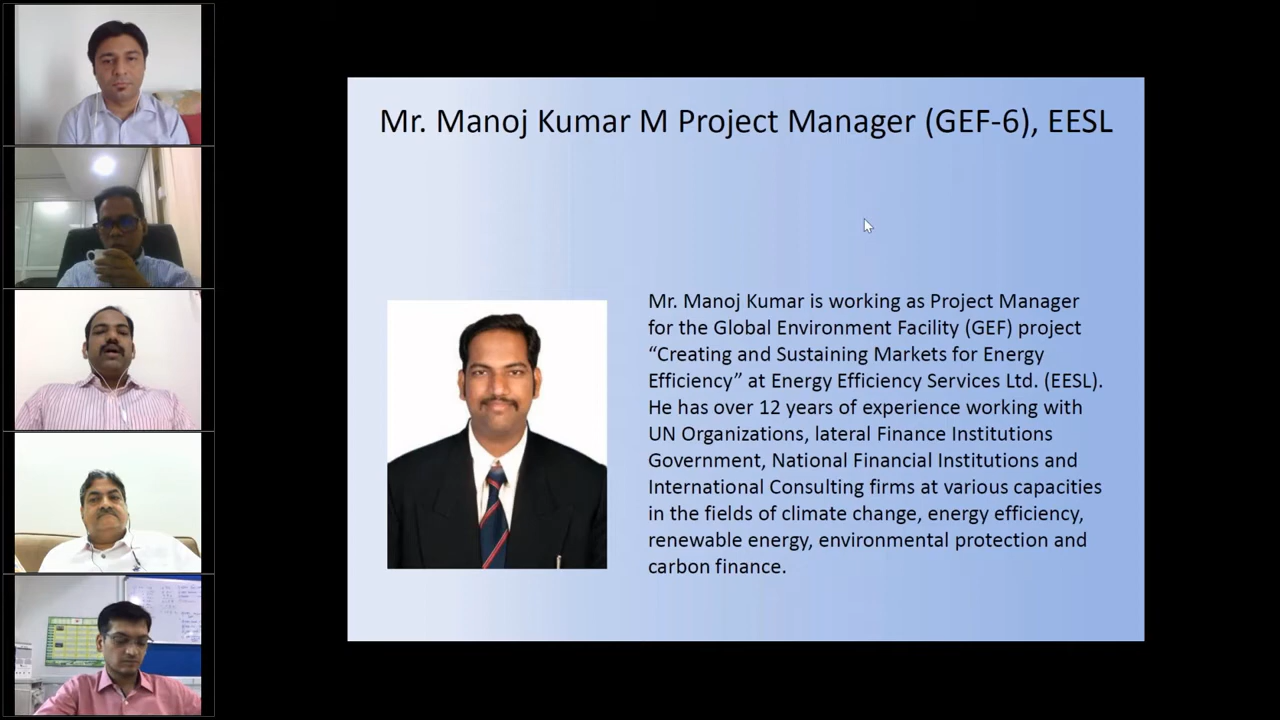 Mr. Manoj Kumar M Project Manager (GEF-6), EESL
Mr. Manoj Kumar is working as Project Manager
for the Global Environment Facility (GEF) project
“Creating and Sustaining Markets for Energy
Efficiency” at Energy Efficiency Services Ltd. (EESL).
He has over 12 years of experience working with
UN Organizations, lateral Finance Institutions
Government, National Financial Institutions and
International Consulting firms at various capacities
in the fields of climate change, energy efficiency,
renewable energy, environmental protection and
carbon finance.